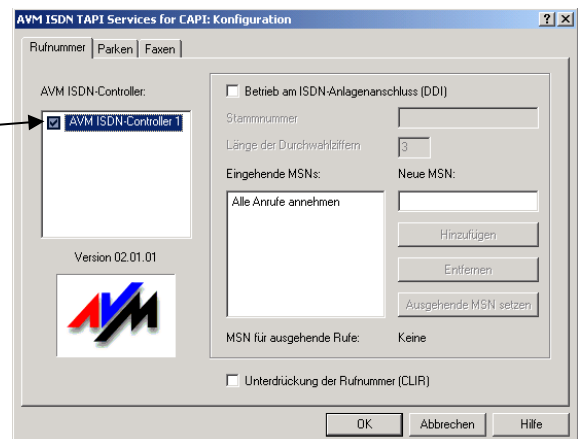 AVM ISDN TAPI Services for CAPI: Konfiguration
Rufnummer Parken Faxen
AVM ISDN-Controller:
AVM ISDN-Controller 1
Version 02.01.01
AVM
Betrieb am ISDN-Anlagenanschluss (DDI)
Stammnummer
Länge der Durchwahlziffern
3
Eingehende MSNs:
Neue MSN:
Alle Anrufe annehmen
Hinzufügen
Entfernen
Ausgehende MSN setzen
MSN für ausgehende Rufe: Keine
Unterdrückung der Rufnummer (CLIR)
OK Abbrechen Hilfe